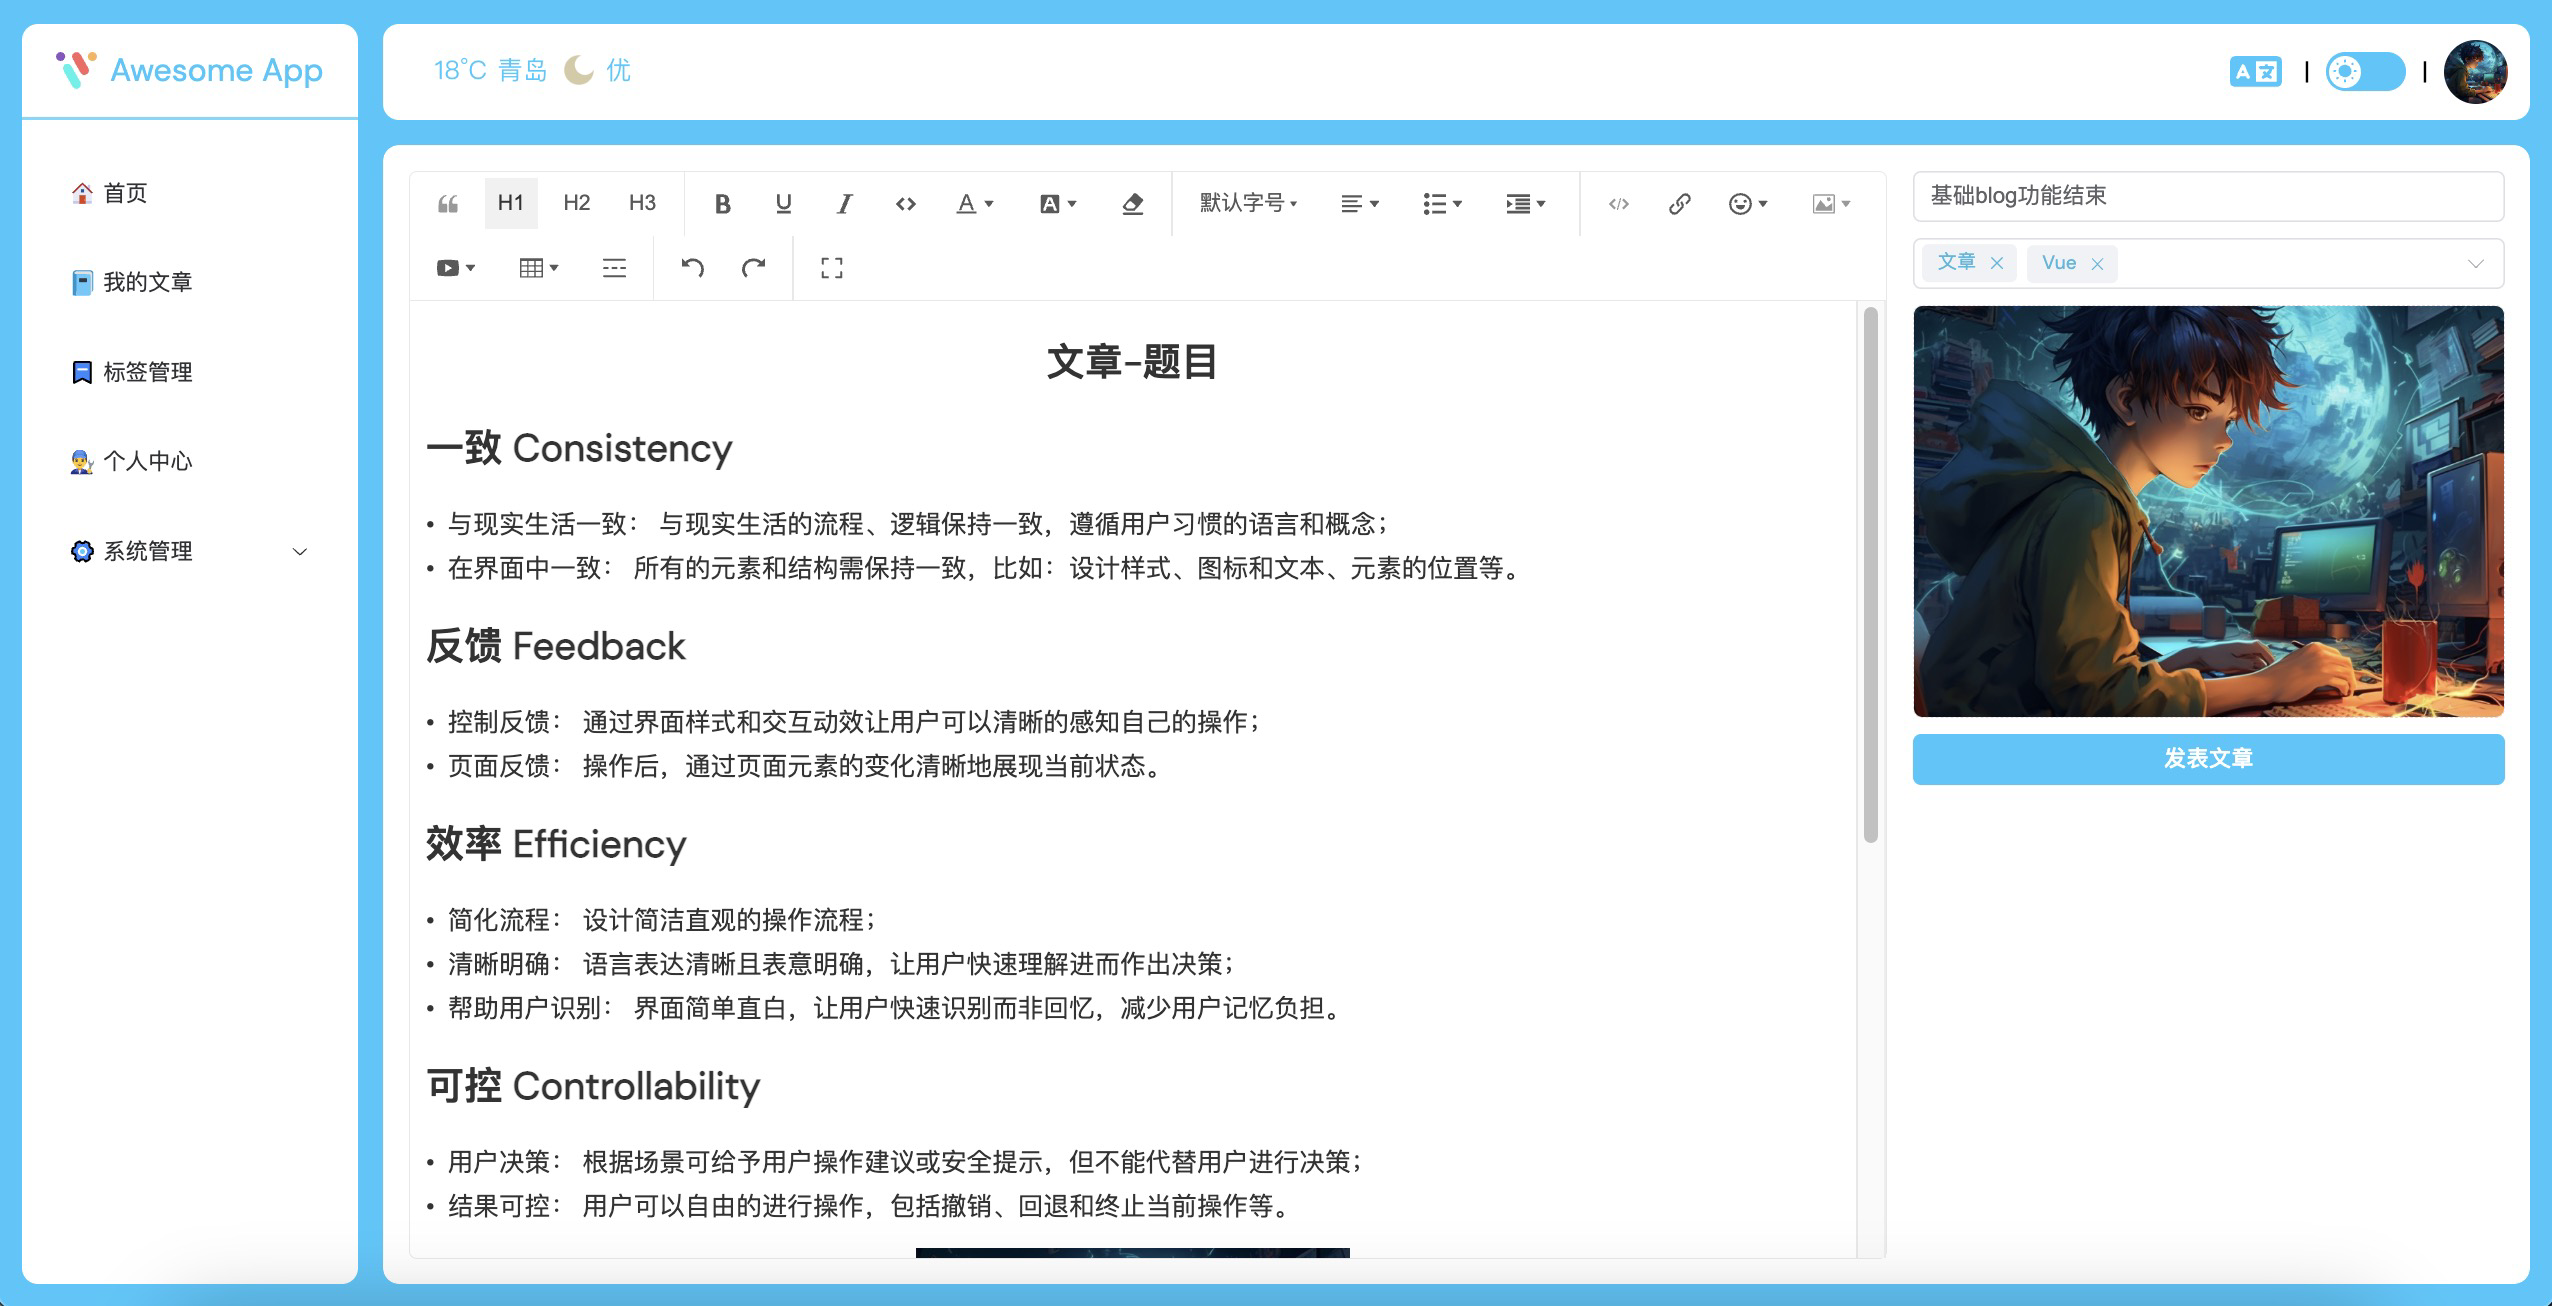 Awesome App
18°C 青岛 优
首页
我的文章
标签管理
个人中心
系统管理
H1 H2 H3 B U I A A 默认字号
文章-题目
一致 Consistency
• 与现实生活一致： 与现实生活的流程、逻辑保持一致，遵循用户习惯的语言和概念；
• 在界面中一致： 所有的元素和结构需保持一致，比如：设计样式、图标和文本、元素的位置等。
反馈 Feedback
• 控制反馈： 通过界面样式和交互动效让用户可以清晰的感知自己的操作；
• 页面反馈： 操作后，通过页面元素的变化清晰地展现当前状态。
效率 Efficiency
• 简化流程： 设计简洁直观的操作流程；
• 清晰明确： 语言表达清晰且表意明确，让用户快速理解进而作出决策；
• 帮助用户识别： 界面简单直白，让用户快速识别而非回忆，减少用户记忆负担。
可控 Controllability
• 用户决策： 根据场景可给予用户操作建议或安全提示，但不能代替用户进行决策；
• 结果可控： 用户可以自由的进行操作，包括撤销、回退和终止当前操作等。
基础blog功能结束
文章 Vue
发表文章